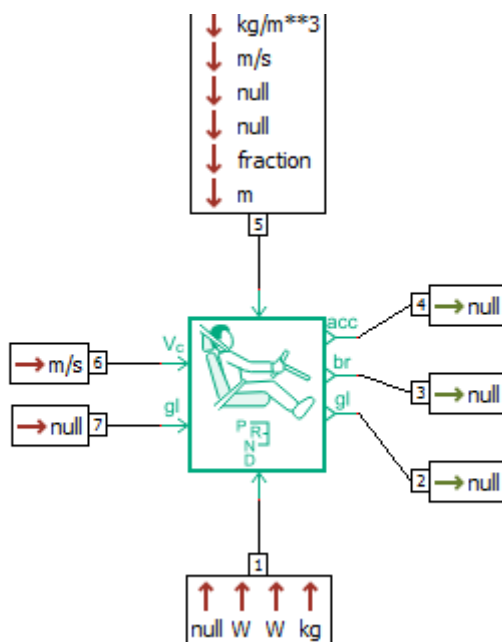 kg/m**3
m/s
null
null
fraction
m
5
acc
4
null
Vc
6
m/s
br
3
null
gl
7
null
gl
P
R
N
D
2
null
1
null W W kg